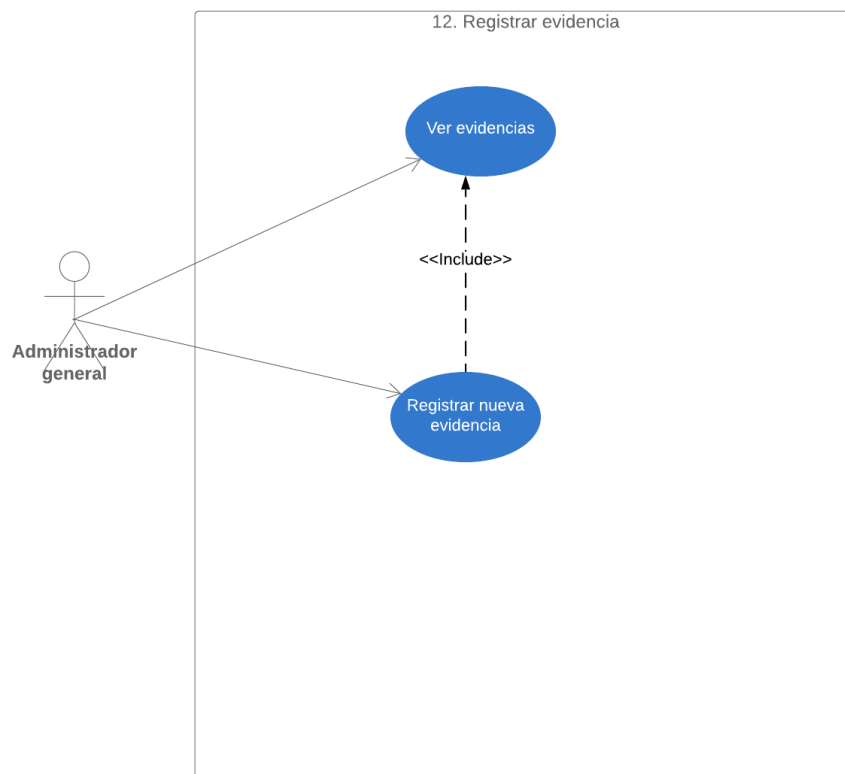 12. Registrar evidencia
Ver evidencias
<<Include>>
Administrador
general
Registrar nueva
evidencia